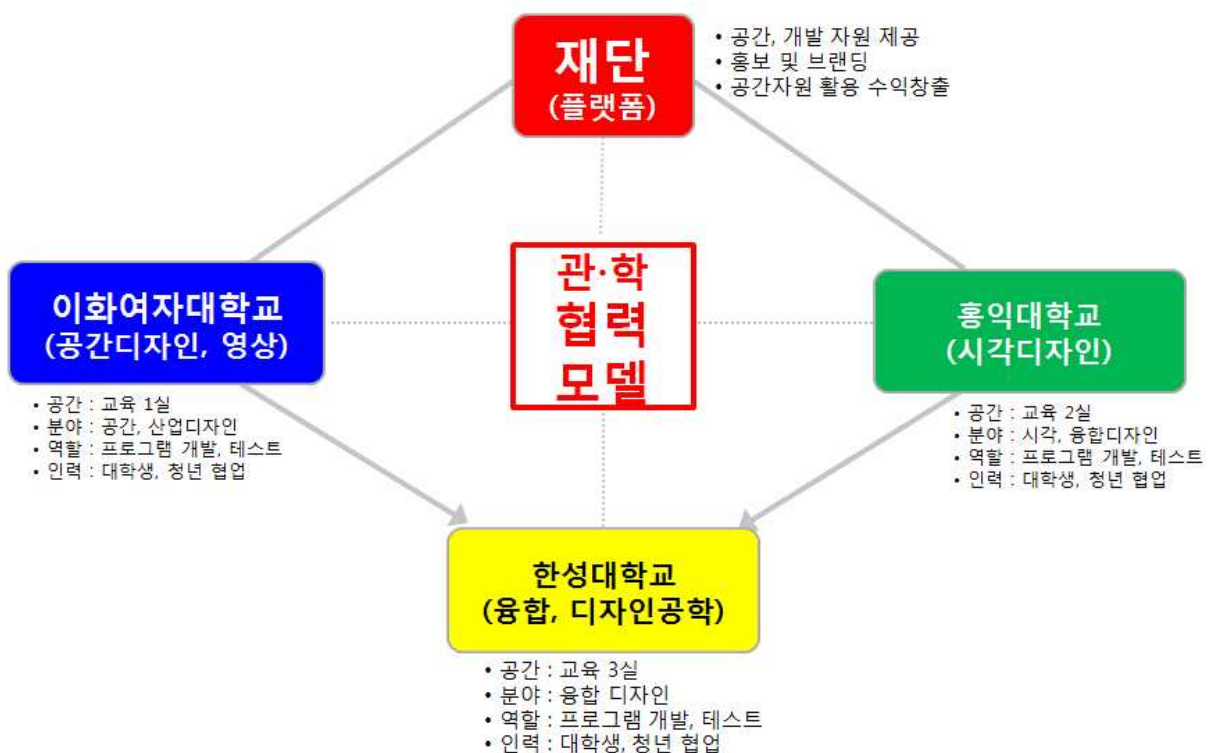 재단
(플랫폼)
• 공간, 개발 자원 제공
• 홍보 및 브랜딩
• 공간자원 활용 수익창출
관·학
협력
모델
이화여자대학교
(공간디자인, 영상)
• 공간 : 교육 1실
• 분야 : 공간, 산업디자인
• 역할 : 프로그램 개발, 테스트
• 인력 : 대학생, 청년 협업
홍익대학교
(시각디자인)
• 공간 : 교육 2실
• 분야 : 시각, 융합디자인
• 역할 : 프로그램 개발, 테스트
• 인력 : 대학생, 청년 협업
한성대학교
(융합, 디자인공학)
• 공간 : 교육 3실
• 분야 : 융합 디자인
• 역할 : 프로그램 개발, 테스트
• 인력 : 대학생, 청년 협업